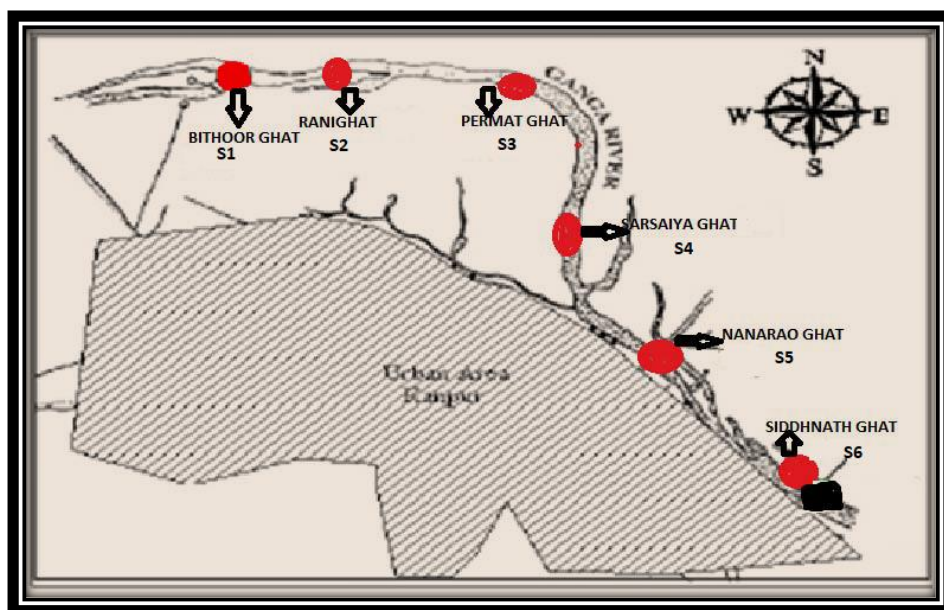 N
W E
S
GANGA RIVER
BITHOOR GHAT
S1
RANIGHAT
S2
PERMAT GHAT
S3
SARSAIYA GHAT
S4
NANARAO GHAT
S5
Urban Area
Kanpur
SIDDHNATH GHAT
S6